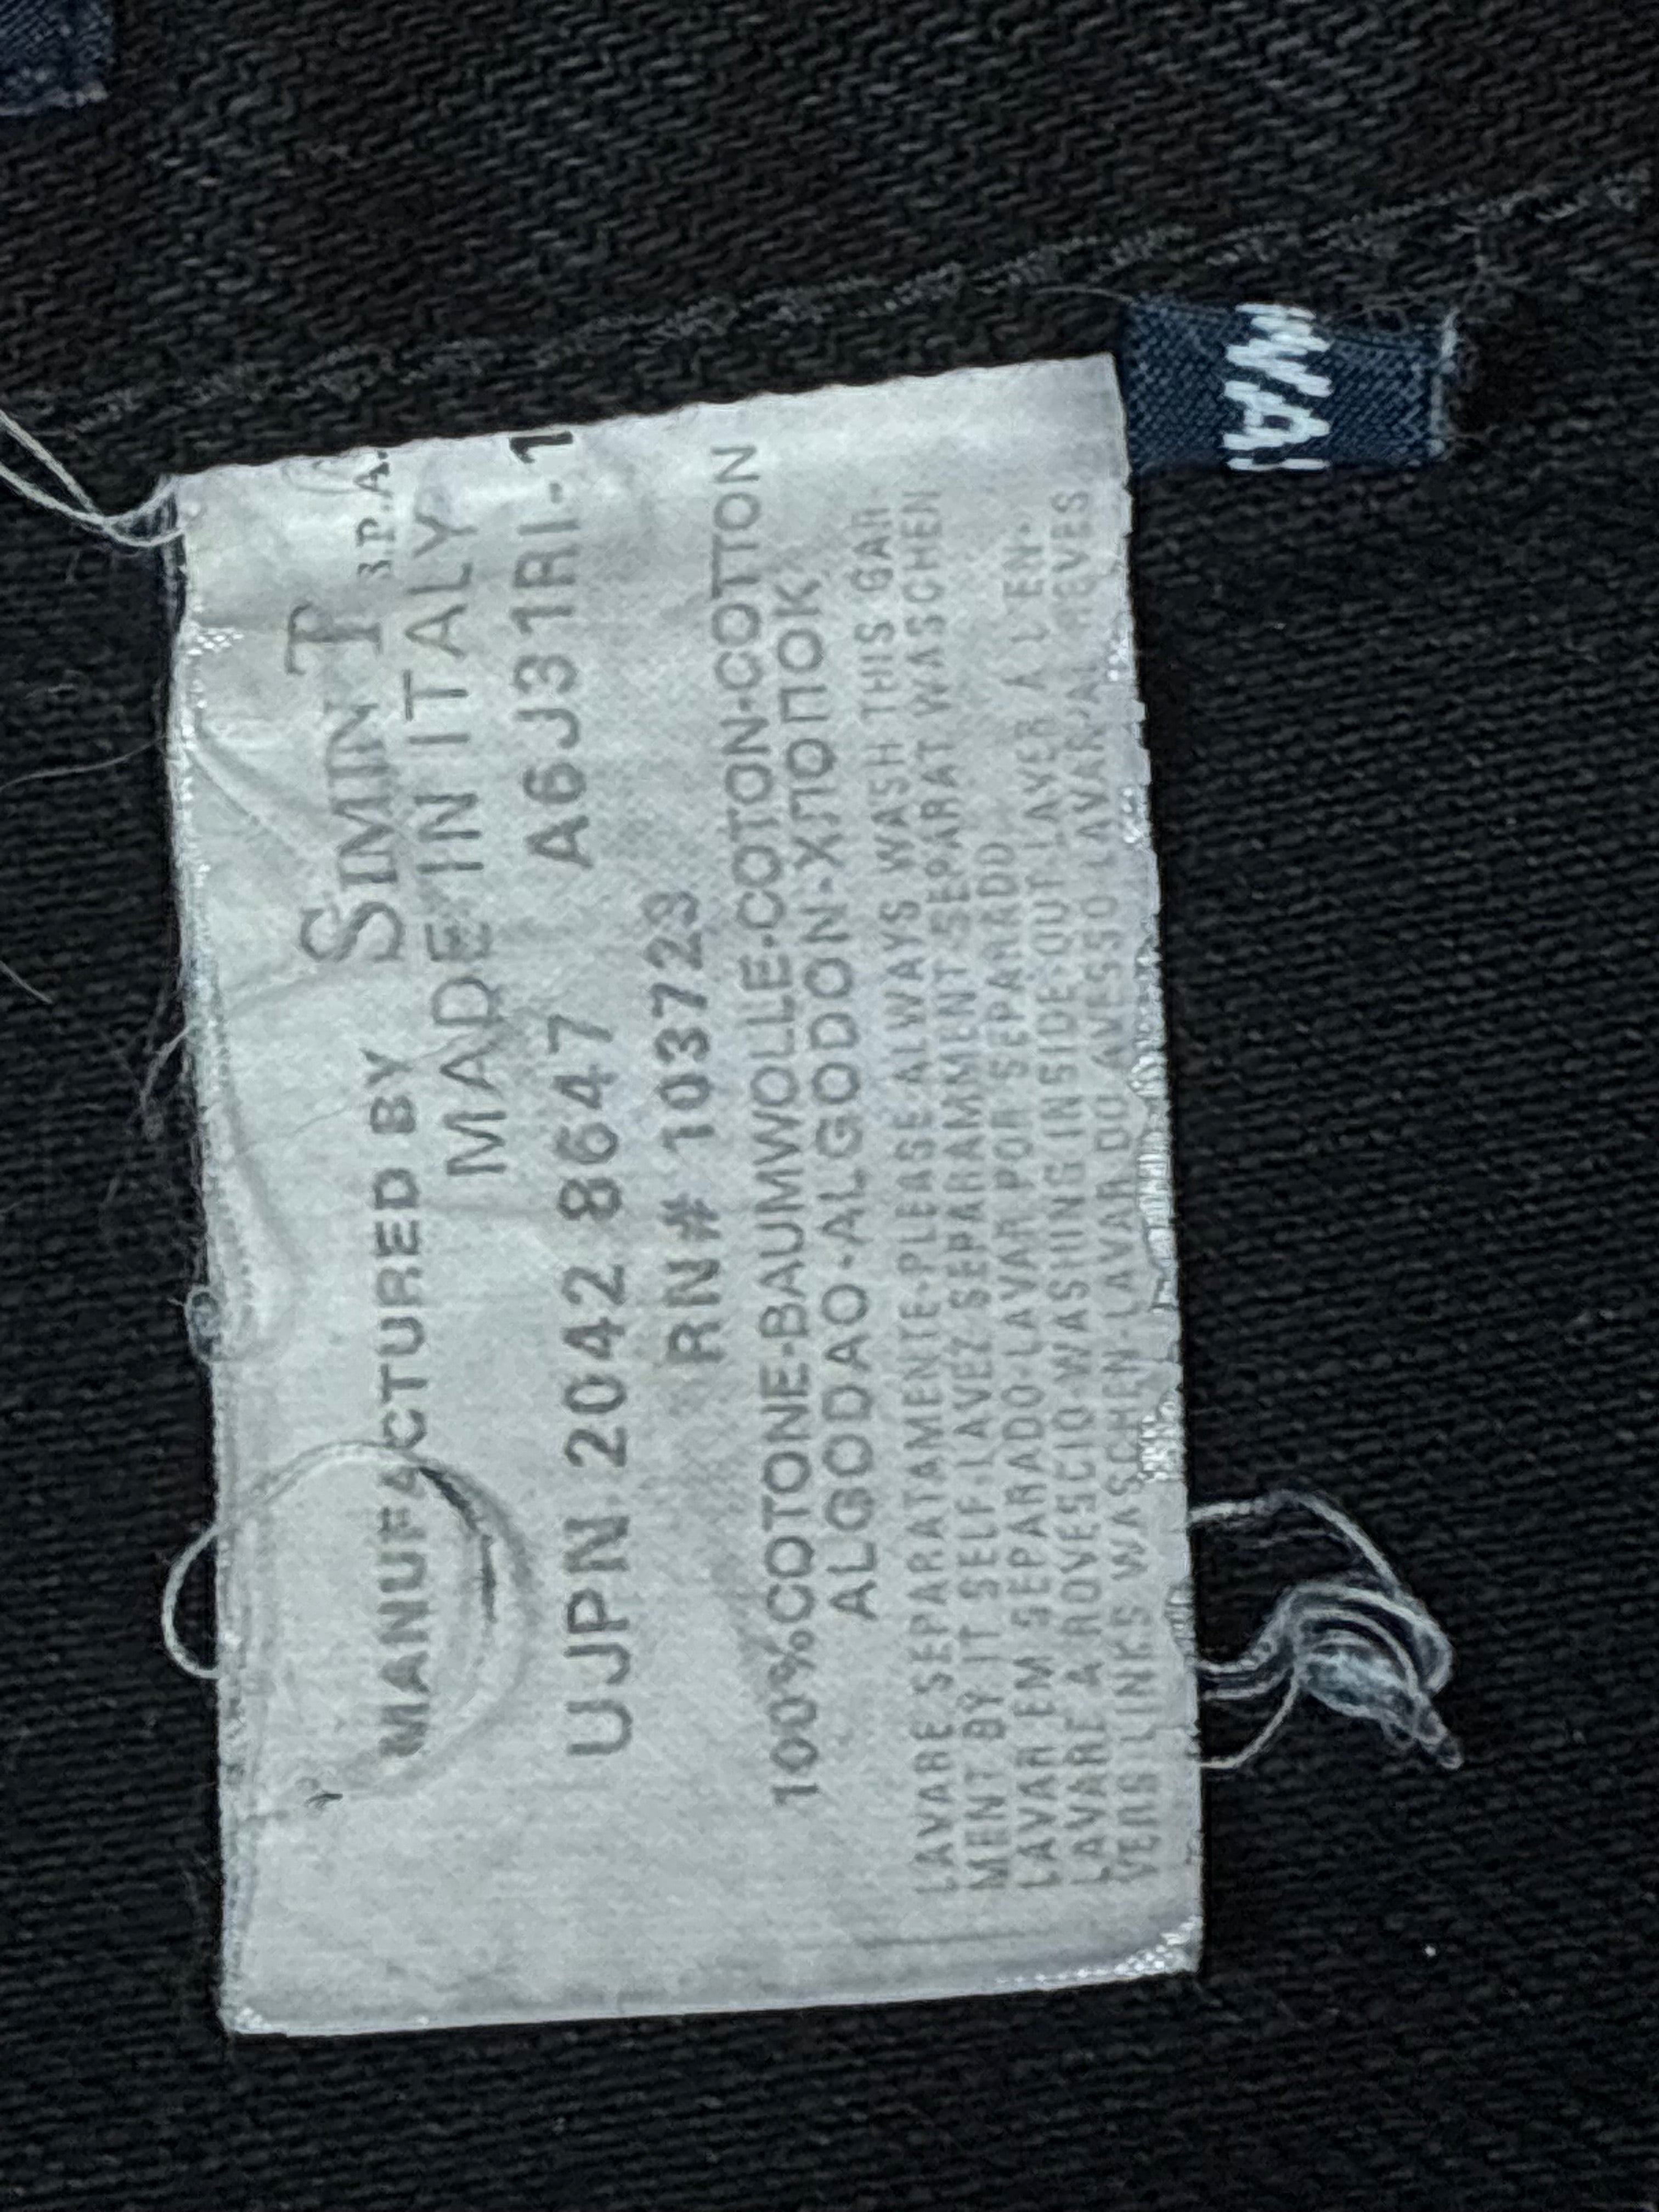 MANUFACTURED BY SIMINT S.P.A.
MADE IN ITALY
UJPN 2042 8647 A6J31RI-1
RN# 103723
100%COTONE-BAUMWOLLE-COTON-COTTON
ALGODAO-ALGODON-ХЛОПОК
LAVARE SEPARATAMENTE-PLEASE ALWAYS WASH THIS GAR
MENT BY IT SELF-LAVEZ SEPARAMMENT-SEPARAT WASCHEN
LAVAR EM SEPARADO-LAVAR POR SEPARARDO
LAVARE A ROVESCIO-WASHING INSIDE-OUT-LAVER A L'EN-
VERS-LINKS WASCHEN-LAVAR DO AVESSO-LAVAR AL REVES
WA